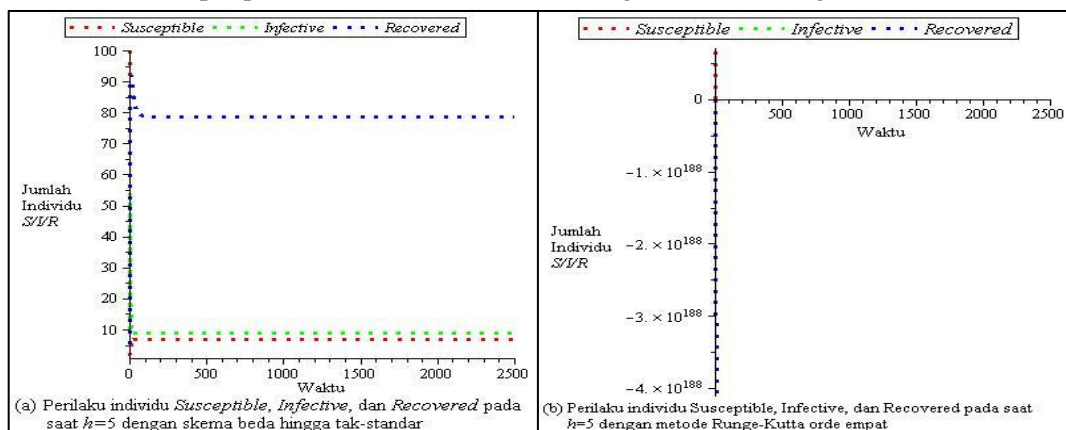 Susceptible Infective Recovered
100
90
80
70
60
50
40
30
20
10
Jumlah
Individu
S/I/R
0 500 1000 1500 2000 2500
Waktu
(a) Perilaku individu Susceptible, Infective, dan Recovered pada
saat h=5 dengan skema beda hingga tak-standar
Susceptible Infective Recovered
0
500 1000 1500 2000 2500
Waktu
−1. × 10^188
−2. × 10^188
−3. × 10^188
−4. × 10^188
Jumlah
Individu
S/I/R
(b) Perilaku individu Susceptible, Infective, dan Recovered pada saat
h=5 dengan metode Runge-Kutta orde empat